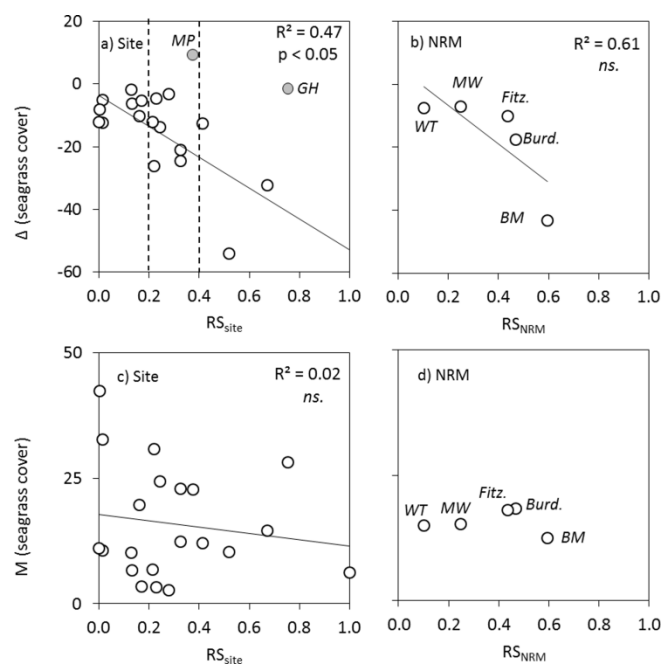 20
0
-20
-40
-60
Δ (seagrass cover)
a) Site
MP
GH
R² = 0.47
p < 0.05
0.0 0.2 0.4 0.6 0.8 1.0
RSsite
b) NRM
R² = 0.61
ns.
WT
MW
Fitz.
Burd.
BM
0.0 0.2 0.4 0.6 0.8 1.0
RSNRM
50
25
0
M (seagrass cover)
c) Site
R² = 0.02
ns.
0.0 0.2 0.4 0.6 0.8 1.0
RSsite
d) NRM
WT
MW
Fitz.
Burd.
BM
0.0 0.2 0.4 0.6 0.8 1.0
RSNRM